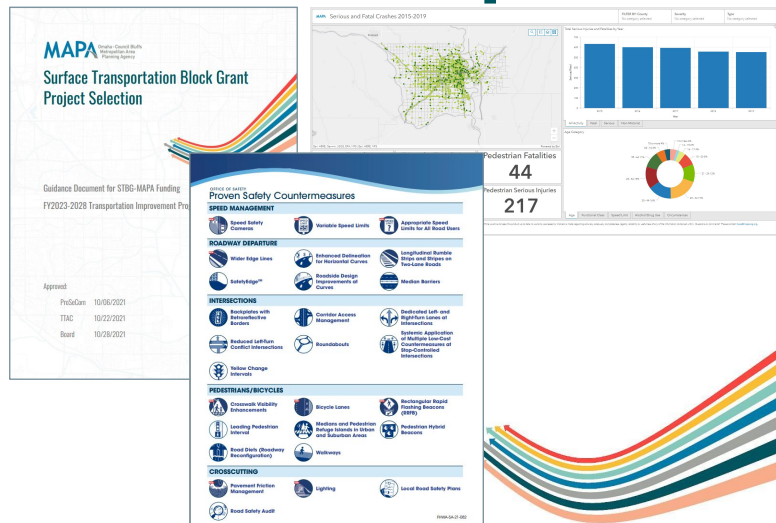 MAPA
Omaha - Council Bluffs
Metropolitan Area
Planning Agency
Surface Transportation Block Grant
Project Selection
Guidance Document for STBG-MAPA Funding
FY2023-2028 Transportation Improvement
Approved:
ProSeCom 10/06/2021
TTAC 10/22/2021
Board 10/28/2021
MAPA Serious and Fatal Crashes 2015-2019
Severity
Type
Pedestrian Fatalities
44
Pedestrian Serious Injuries
217
OFFICE OF SAFETY
Proven Safety Countermeasures
SPEED MANAGEMENT
Speed Safety
Cameras
Variable Speed Limits
Appropriate Speed
Limits for All Road Users
ROADWAY DEPARTURE
Wider Edge Lines
Enhanced Delineation
for Horizontal Curves
Longitudinal Rumble
Strips and Stripes on
Two-Lane Roads
SafetyEdge℠
Roadside Design
Improvements at
Curves
Median Barriers
INTERSECTIONS
Backplates with
Retroreflective
Borders
Corridor Access
Management
Dedicated Left- and
Right-Turn Lanes at
Intersections
Reduced Left-Turn
Conflict Intersections
Roundabouts
Systemic Application
of Multiple Low-Cost
Countermeasures at
Stop-Controlled
Intersections
Yellow Change
Intervals
PEDESTRIANS/BICYCLES
Crosswalk Visibility
Enhancements
Bicycle Lanes
Rectangular Rapid
Flashing Beacons
(RRFB)
Leading Pedestrian
Interval
Medians and Pedestrian
Refuge Islands in Urban
and Suburban Areas
Pedestrian Hybrid
Beacons
Road Diets (Roadway
Reconfiguration)
Walkways
CROSSCUTTING
Pavement Friction
Management
Lighting
Local Road Safety Plans
Road Safety Audit
FHWA-SA-21-082